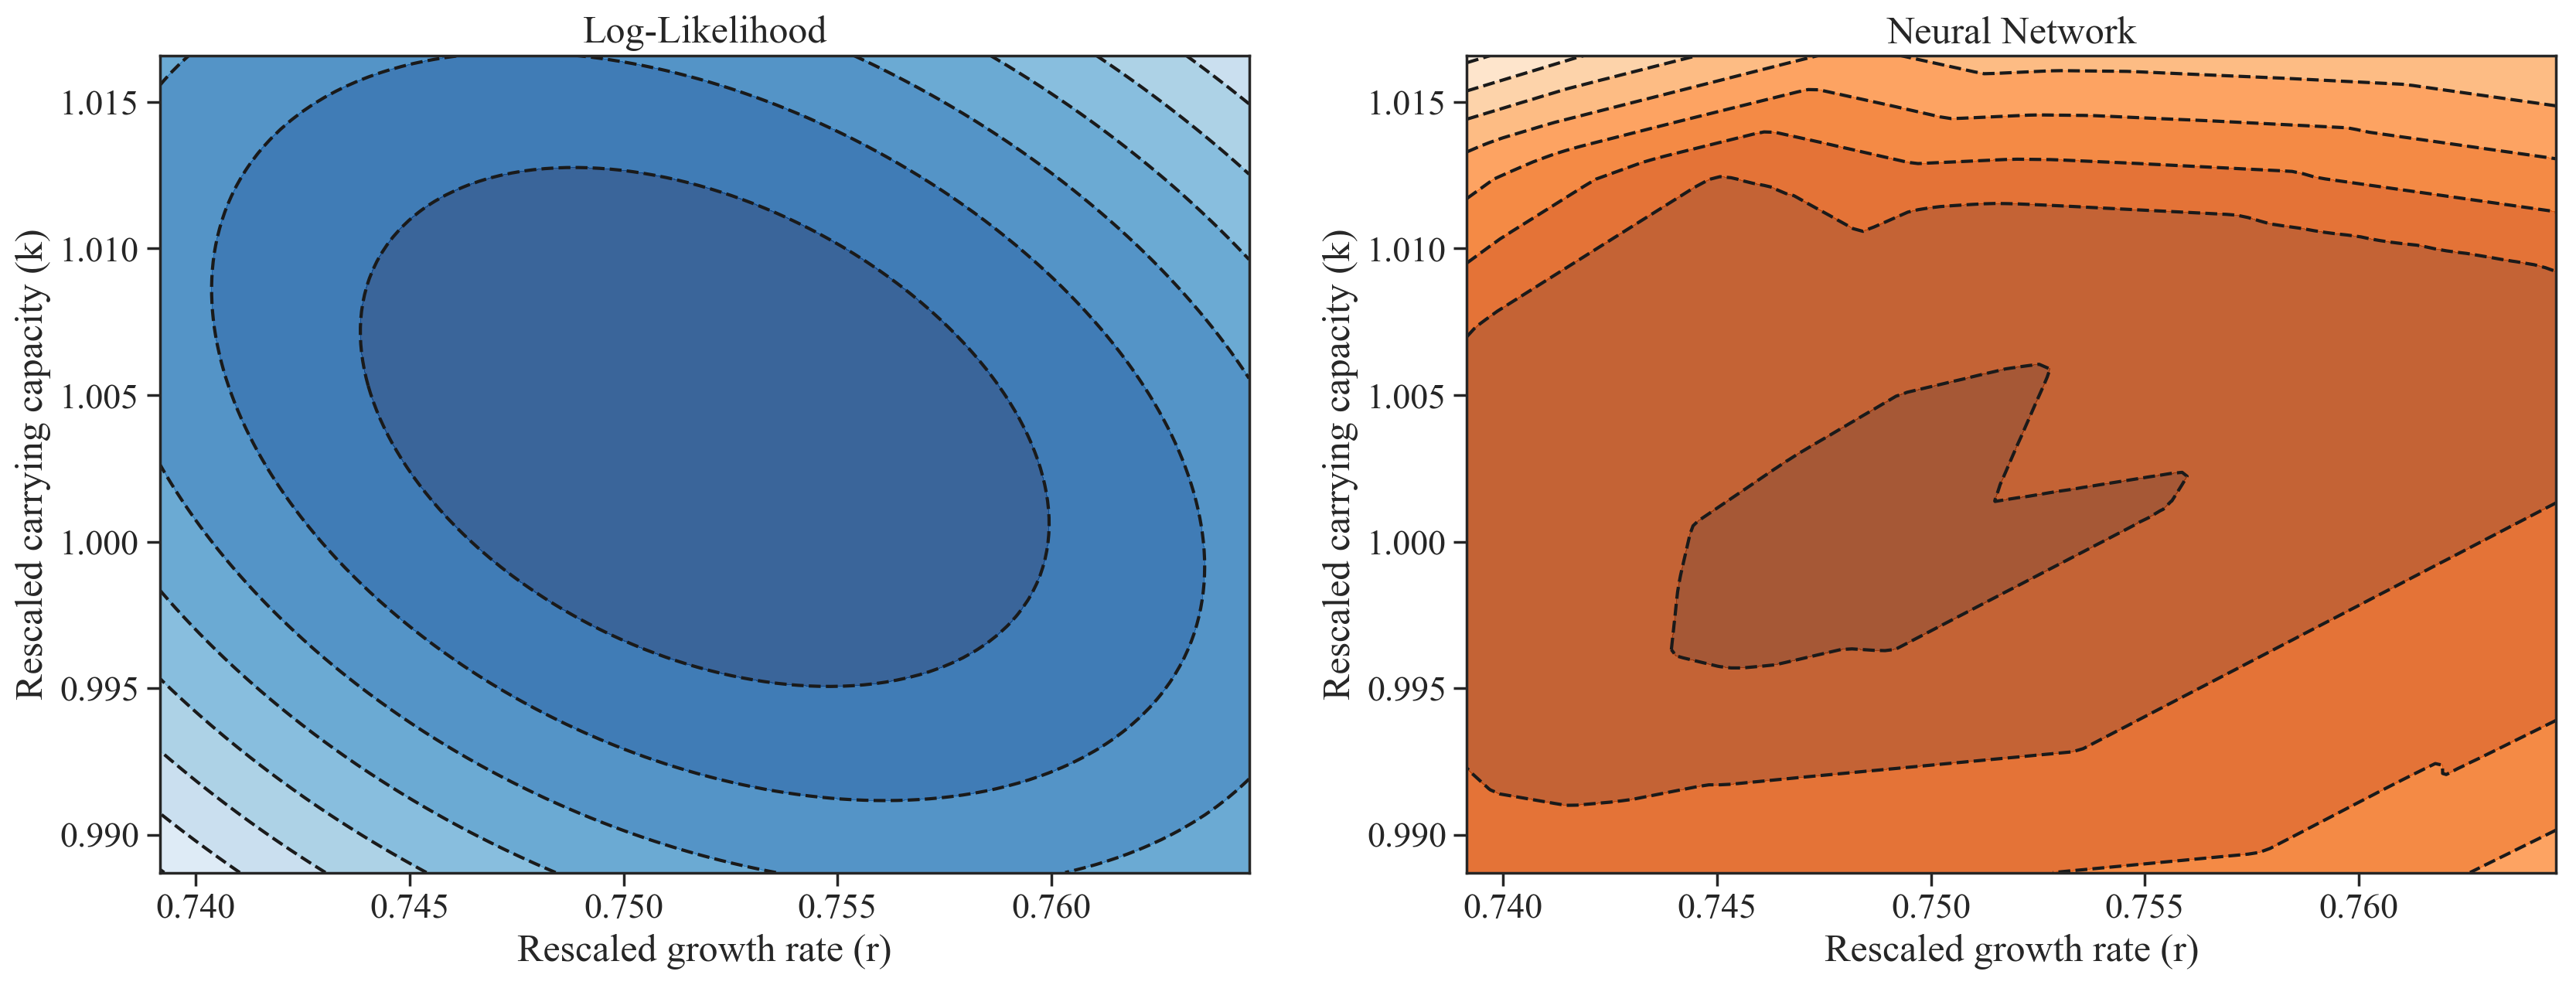 Log-Likelihood
Rescaled carrying capacity (k)
1.015
1.010
1.005
1.000
0.995
0.990
0.740 0.745 0.750 0.755 0.760
Rescaled growth rate (r)
Neural Network
Rescaled carrying capacity (k)
1.015
1.010
1.005
1.000
0.995
0.990
0.740 0.745 0.750 0.755 0.760
Rescaled growth rate (r)